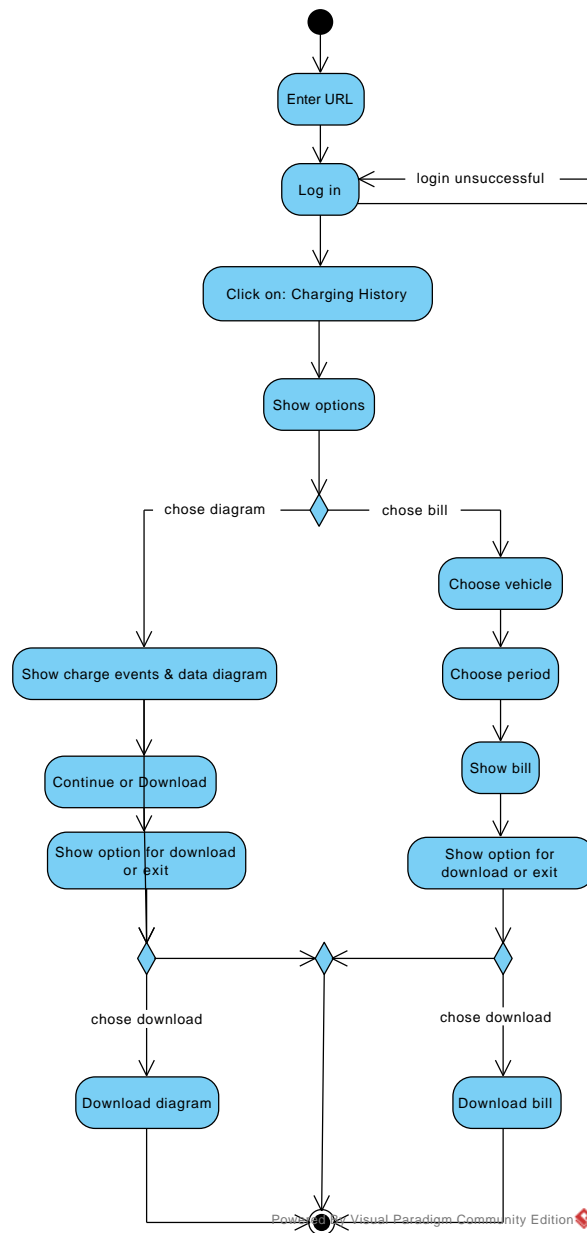 Enter URL
login unsuccessful
Log in
Click on: Charging History
Show options
chose diagram
chose bill
Choose vehicle
Show charge events & data diagram
Choose period
Show bill
Continue or Download
Show option for download
or exit
Show option for
download or exit
chose download
chose download
Download diagram
Download bill
Powered By Visual Paradigm Community Edition